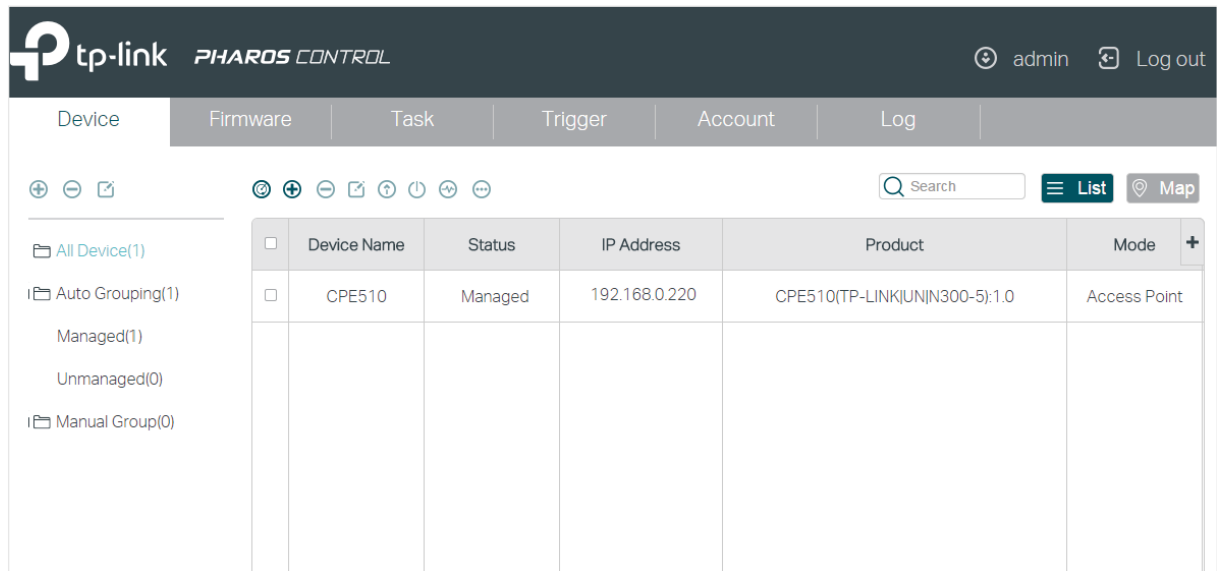 tp-link PHAROS CONTROL admin Log out
Device Firmware Task Trigger Account Log
Search List Map
All Device(1)
Auto Grouping(1)
Managed(1)
Unmanaged(0)
Manual Group(0)
Device Name Status IP Address Product Mode +
CPE510 Managed 192.168.0.220 CPE510(TP-LINK|UN|N300-5):1.0 Access Point